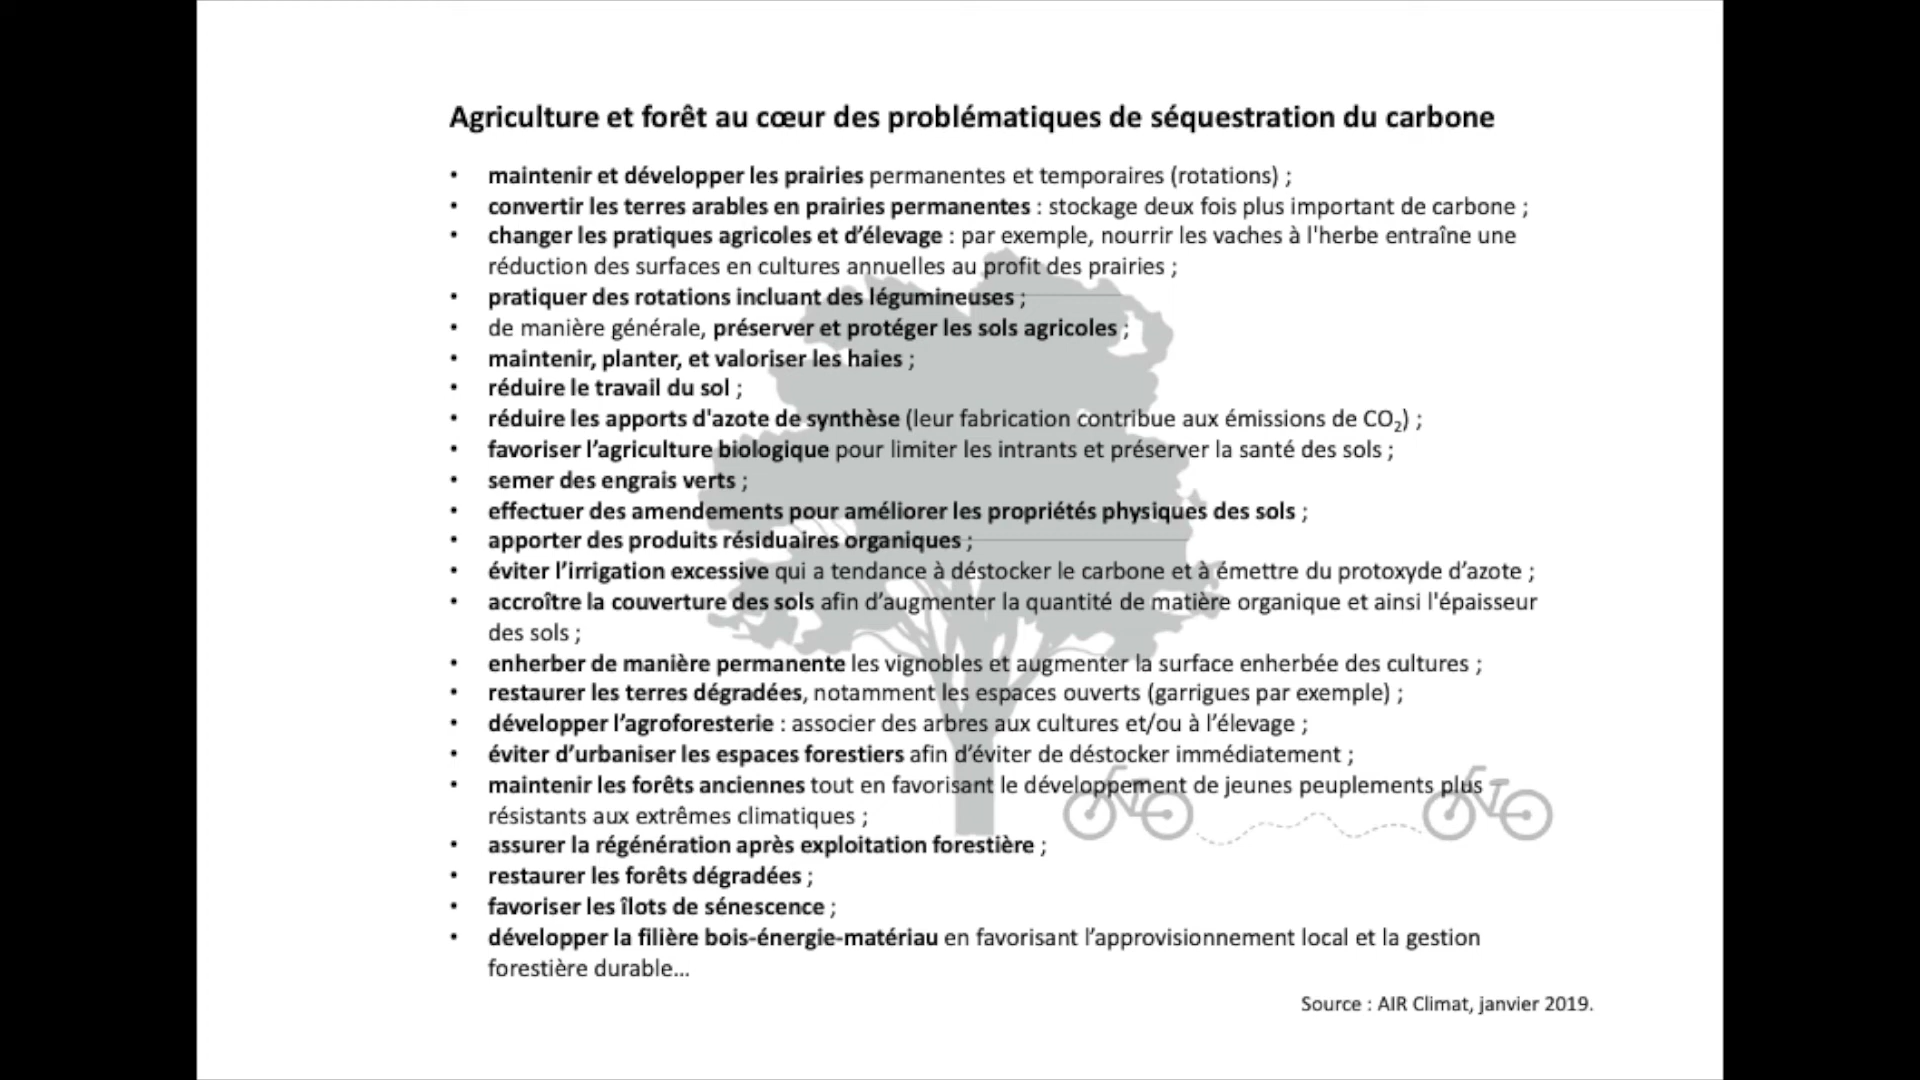 Agriculture et forêt au cœur des problématiques de séquestration du carbone
• maintenir et développer les prairies permanentes et temporaires (rotations) ;
• convertir les terres arables en prairies permanentes : stockage deux fois plus important de carbone ;
• changer les pratiques agricoles et d’élevage : par exemple, nourrir les vaches à l'herbe entraîne une
réduction des surfaces en cultures annuelles au profit des prairies ;
• pratiquer des rotations incluant des légumineuses ;
• de manière générale, préserver et protéger les sols agricoles ;
• maintenir, planter, et valoriser les haies ;
• réduire le travail du sol ;
• réduire les apports d'azote de synthèse (leur fabrication contribue aux émissions de CO₂) ;
• favoriser l’agriculture biologique pour limiter les intrants et préserver la santé des sols ;
• semer des engrais verts ;
• effectuer des amendements pour améliorer les propriétés physiques des sols ;
• apporter des produits résiduaires organiques ;
• éviter l’irrigation excessive qui a tendance à déstocker le carbone et à émettre du protoxyde d’azote ;
• accroître la couverture des sols afin d’augmenter la quantité de matière organique et ainsi l'épaisseur
des sols ;
• enherber de manière permanente les vignobles et augmenter la surface enherbée des cultures ;
• restaurer les terres dégradées, notamment les espaces ouverts (garrigues par exemple) ;
• développer l’agroforesterie : associer des arbres aux cultures et/ou à l’élevage ;
• éviter d’urbaniser les espaces forestiers afin d’éviter de déstocker immédiatement ;
• maintenir les forêts anciennes tout en favorisant le développement de jeunes peuplements plus
résistants aux extrêmes climatiques ;
• assurer la régénération après exploitation forestière ;
• restaurer les forêts dégradées ;
• favoriser les îlots de sénescence ;
• développer la filière bois-énergie-matériau en favorisant l’approvisionnement local et la gestion
forestière durable…
Source : AIR Climat, janvier 2019.